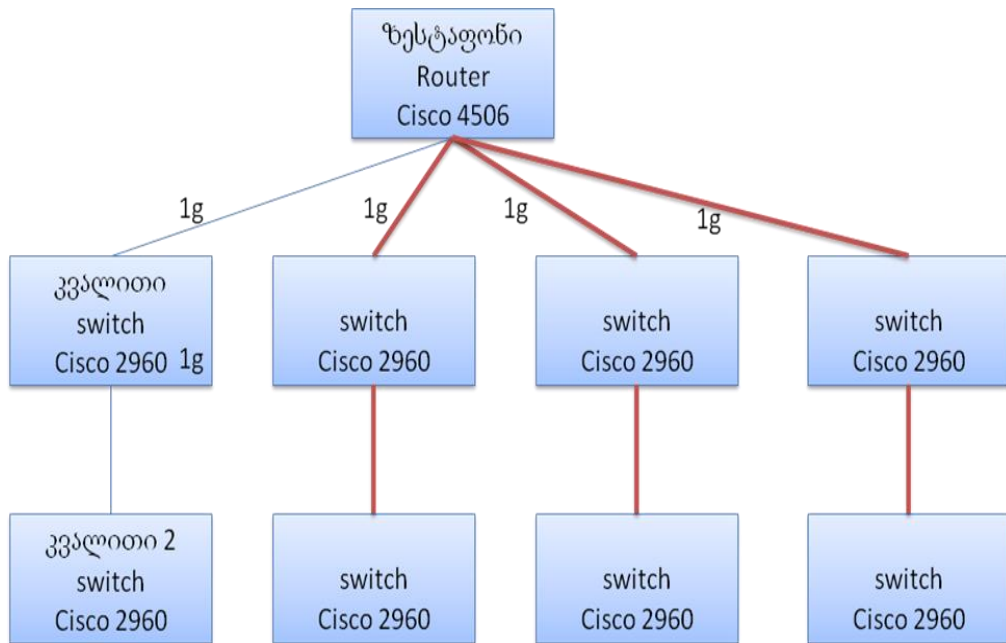 ზესტაფონი
Router
Cisco 4506
1g
1g
1g
1g
კვალითი
switch
Cisco 2960 1g
switch
Cisco 2960
switch
Cisco 2960
switch
Cisco 2960
კვალითი 2
switch
Cisco 2960
switch
Cisco 2960
switch
Cisco 2960
switch
Cisco 2960